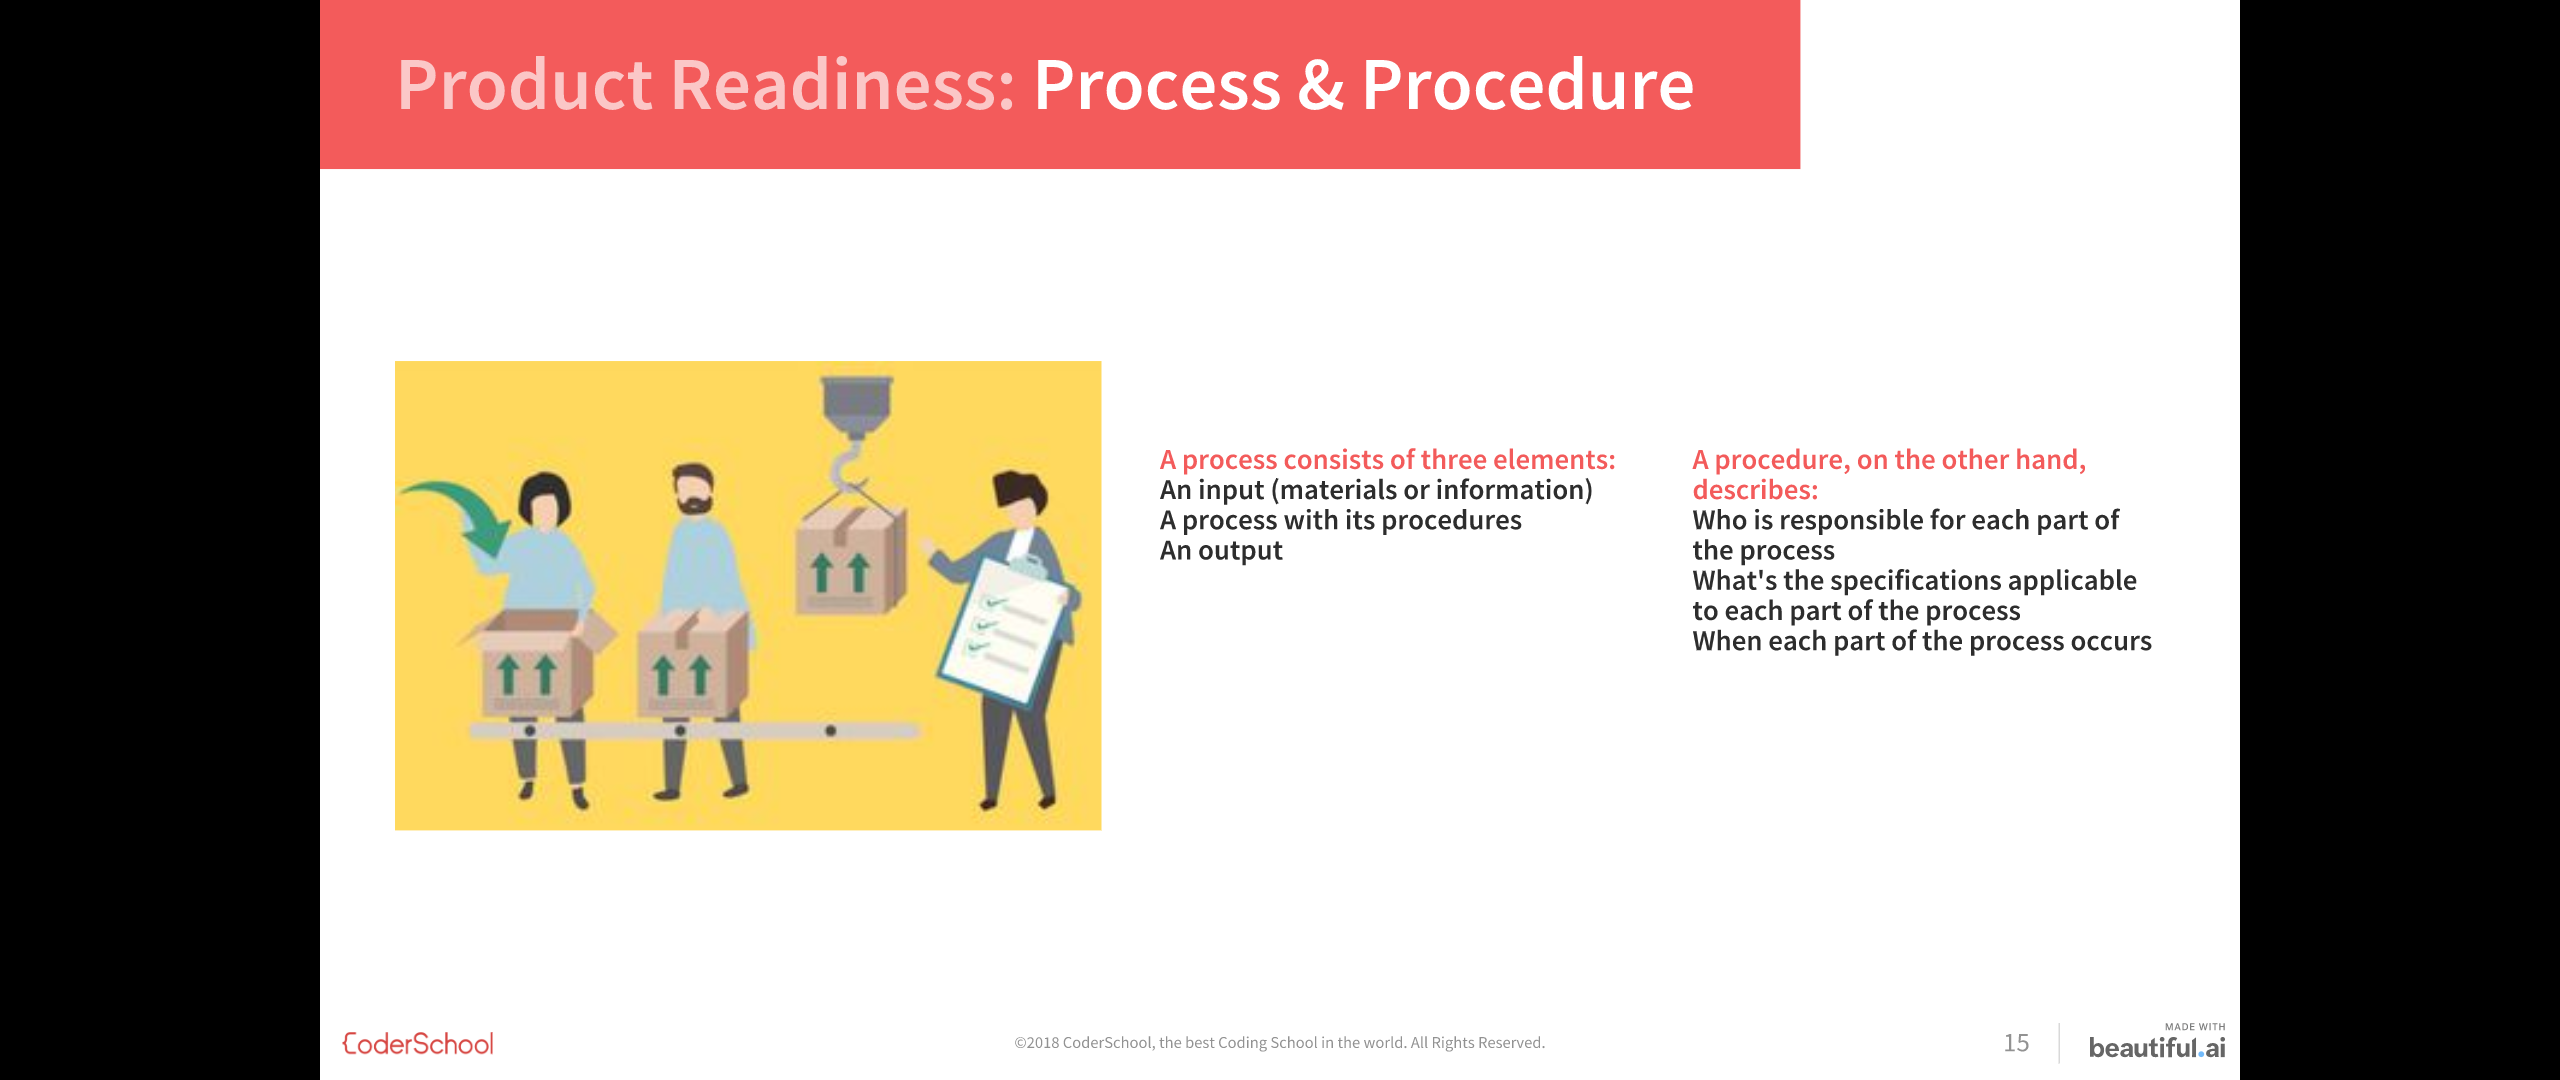 Product Readiness: Process & Procedure
A process consists of three elements:
An input (materials or information)
A process with its procedures
An output
A procedure, on the other hand,
describes:
Who is responsible for each part of
the process
What's the specifications applicable
to each part of the process
When each part of the process occurs
CoderSchool
©2018 CoderSchool, the best Coding School in the world. All Rights Reserved.
15
MADE WITH
beautiful.ai